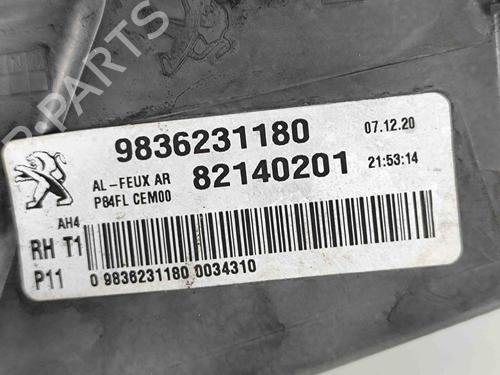 9836231180 07.12.20
AL-FEUX AR 82140201 21:53:14
P84FL CEM00
AH4
RH T1
P11 0 9836231180 0034310
B-PARTS